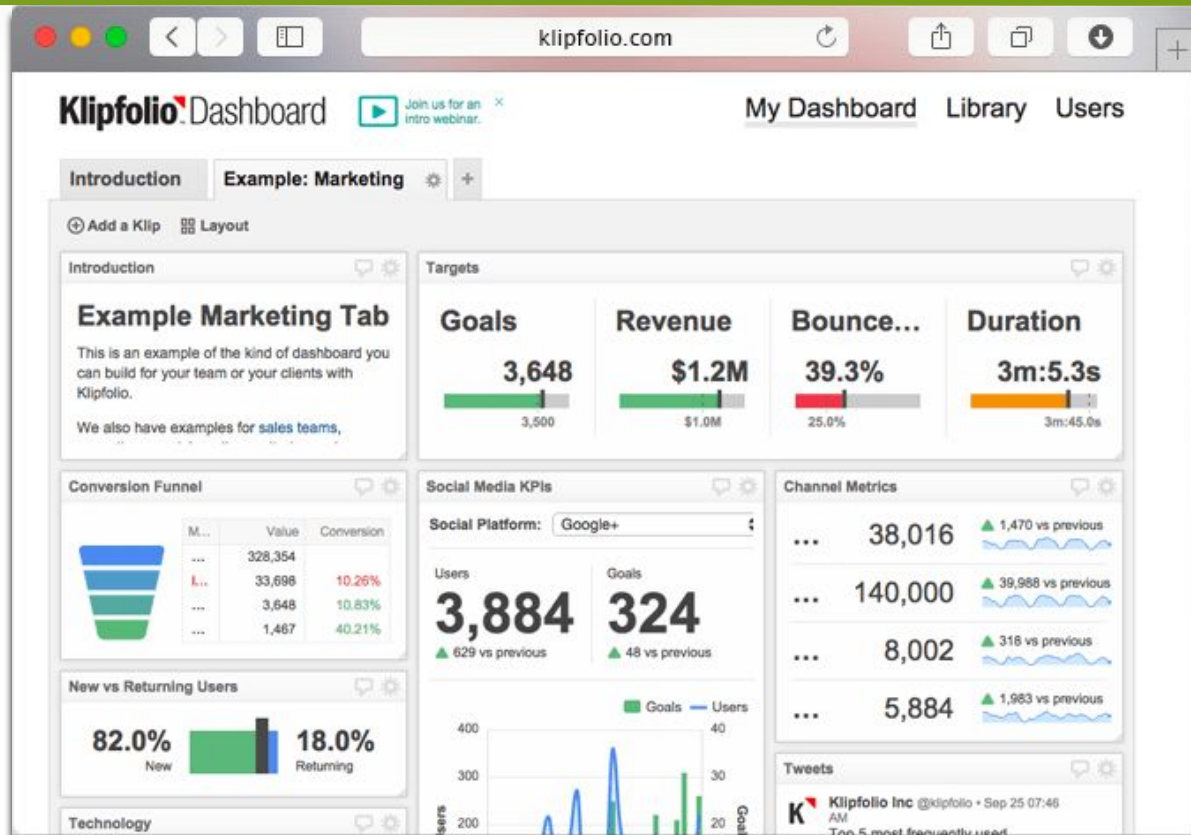 klipfolio.com
Klipfolio Dashboard
Join us for an
intro webinar.
My Dashboard Library Users
Introduction
Example: Marketing
+
Add a Klip
Layout
Introduction
Example Marketing Tab
This is an example of the kind of dashboard you
can build for your team or your clients with
Klipfolio.
We also have examples for sales teams,
Targets
Goals
3,648
3,500
Revenue
$1.2M
$1.0M
Bounce...
39.3%
25.0%
Duration
3m:5.3s
3m:45.0s
Conversion Funnel
M... Value Conversion
... 328,354
I... 33,698 10.26%
... 3,648 10.83%
... 1,467 40.21%
New vs Returning Users
82.0%
New
18.0%
Returning
Technology
Social Media KPIs
Social Platform: Google+
Users
3,884
629 vs previous
Goals
324
48 vs previous
Goals Users
400 40
300 30
200 20
Channel Metrics
... 38,016 1,470 vs previous
... 140,000 39,988 vs previous
... 8,002 318 vs previous
... 5,884 1,983 vs previous
Tweets
K
Klipfolio Inc @klipfolio • Sep 25 07:46
AM
Top 5 most frequently used